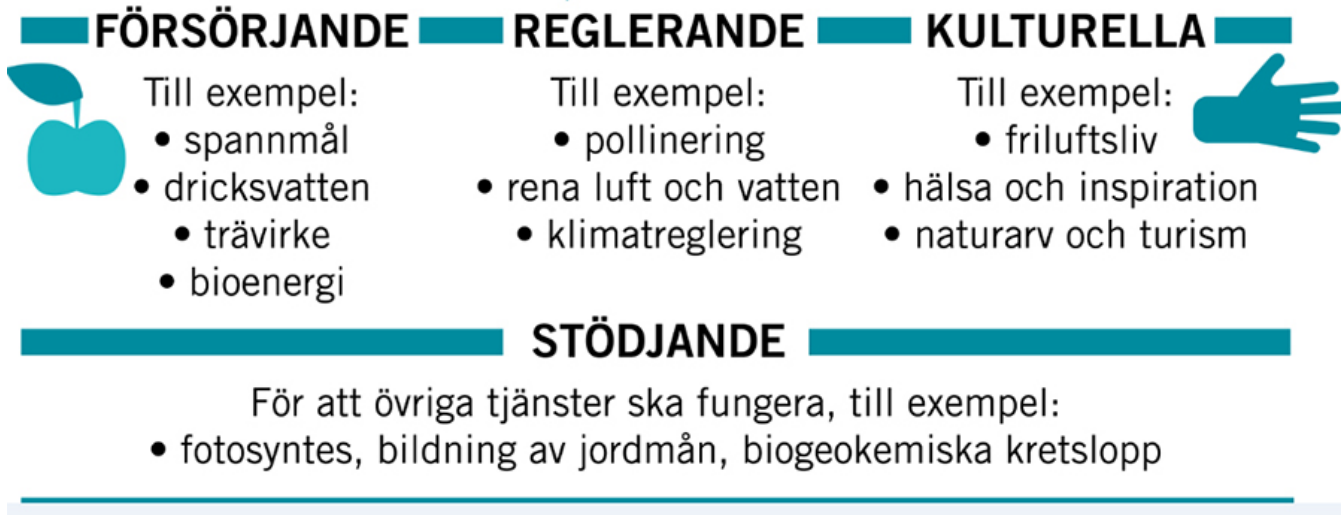 FÖRSÖRJANDE
Till exempel:
• spannmål
• dricksvatten
• trävirke
• bioenergi
REGLERANDE
Till exempel:
• pollinering
• rena luft och vatten
• klimatreglering
KULTURELLA
Till exempel:
• friluftsliv
• hälsa och inspiration
• naturarv och turism
STÖDJANDE
För att övriga tjänster ska fungera, till exempel:
• fotosyntes, bildning av jordmån, biogeokemiska kretslopp